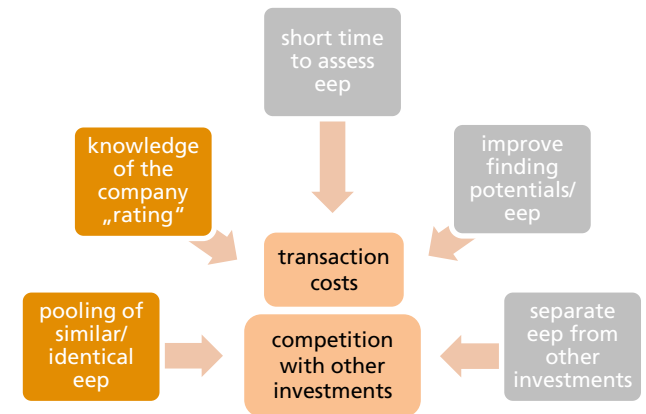 short time
to assess
eep
knowledge
of the
company
„rating“
improve
finding
potentials/
eep
transaction
costs
pooling of
similar/
identical
eep
competition
with other
investments
separate
eep from
other
investments